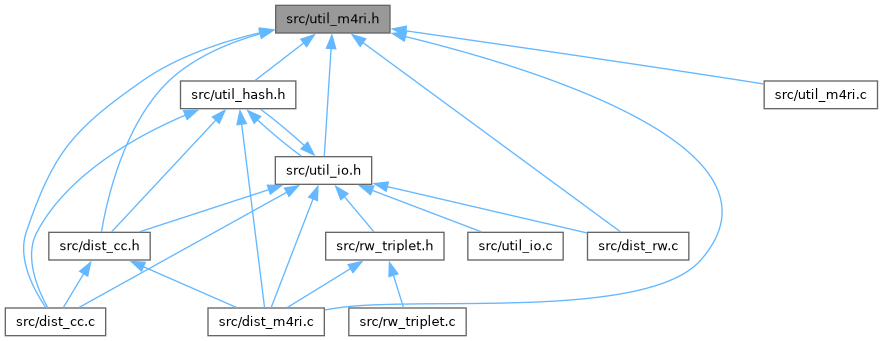 src/util_m4ri.h
src/util_hash.h
src/util_m4ri.c
src/util_io.h
src/dist_cc.h
src/rw_triplet.h
src/util_io.c
src/dist_rw.c
src/dist_cc.c
src/dist_m4ri.c
src/rw_triplet.c